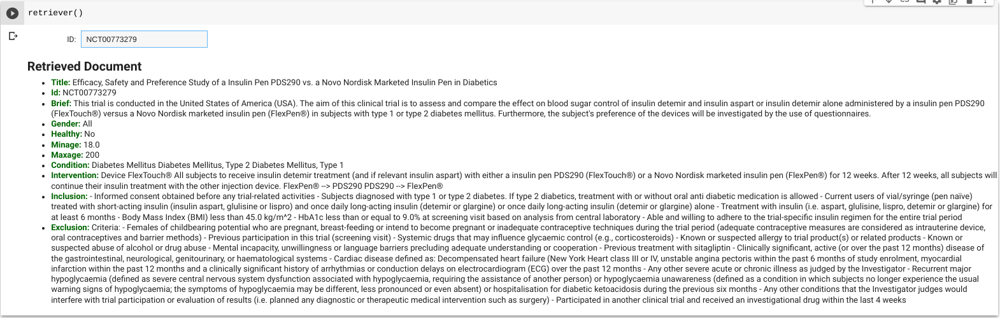 retriever()
ID: NCT00773279
Retrieved Document
• Title: Efficacy, Safety and Preference Study of a Insulin Pen PDS290 vs. a Novo Nordisk Marketed Insulin Pen in Diabetics
• Id: NCT00773279
• Brief: This trial is conducted in the United States of America (USA). The aim of this clinical trial is to assess and compare the effect on blood sugar control of insulin detemir and insulin aspart or insulin detemir alone administered by a insulin pen PDS290
(FlexTouch®) versus a Novo Nordisk marketed insulin pen (FlexPen®) in subjects with type 1 or type 2 diabetes mellitus. Furthermore, the subject's preference of the devices will be investigated by the use of questionnaires.
• Gender: All
• Healthy: No
• Minage: 18.0
• Maxage: 200
• Condition: Diabetes Mellitus Diabetes Mellitus, Type 2 Diabetes Mellitus, Type 1
• Intervention: Device FlexTouch® All subjects to receive insulin detemir treatment (and if relevant insulin aspart) with either a insulin pen PDS290 (FlexTouch®) or a Novo Nordisk marketed insulin pen (FlexPen®) for 12 weeks. After 12 weeks, all subjects will
continue their insulin treatment with the other injection device. FlexPen® --> PDS290 PDS290 --> FlexPen®
• Inclusion: - Informed consent obtained before any trial-related activities - Subjects diagnosed with type 1 or type 2 diabetes. If type 2 diabetics, treatment with or without oral anti diabetic medication is allowed - Current users of vial/syringe (pen naïve)
treated with short-acting insulin (insulin aspart, glulisine or lispro) and once daily long-acting insulin (detemir or glargine) or once daily long-acting insulin (detemir or glargine) alone - Treatment with insulin (i.e. aspart, glulisine, lispro, detemir or glargine) for
at least 6 months - Body Mass Index (BMI) less than 45.0 kg/m^2 - HbA1c less than or equal to 9.0% at screening visit based on analysis from central laboratory - Able and willing to adhere to the trial-specific insulin regimen for the entire trial period
• Exclusion: Criteria: - Females of childbearing potential who are pregnant, breast-feeding or intend to become pregnant or inadequate contraceptive techniques during the trial period (adequate contraceptive measures are considered as intrauterine device,
oral contraceptives and barrier methods) - Previous participation in this trial (screening visit) - Systemic drugs that may influence glycaemic control (e.g., corticosteroids) - Known or suspected allergy to trial product(s) or related products - Known or
suspected abuse of alcohol or drug abuse - Mental incapacity, unwillingness or language barriers precluding adequate understanding or cooperation - Previous treatment with sitagliptin - Clinically significant, active (or over the past 12 months) disease of
the gastrointestinal, neurological, genitourinary, or haematological systems - Cardiac disease defined as: Decompensated heart failure (New York Heart class III or IV, unstable angina pectoris within the past 6 months of study enrolment, myocardial
infarction within the past 12 months and a clinically significant history of arrhythmias or conduction delays on electrocardiogram (ECG) over the past 12 months - Any other severe acute or chronic illness as judged by the Investigator - Recurrent major
hypoglycaemia (defined as severe central nervous system dysfunction associated with hypoglycaemia, requiring the assistance of another person) or hypoglycaemia unawareness (defined as a condition in which subjects no longer experience the usual
warning signs of hypoglycaemia; the symptoms of hypoglycaemia may be different, less pronounced or even absent) or hospitalisation for diabetic ketoacidosis during the previous six months - Any other conditions that the Investigator judges would
interfere with trial participation or evaluation of results (i.e. planned any diagnostic or therapeutic medical intervention such as surgery) - Participated in another clinical trial and received an investigational drug within the last 4 weeks